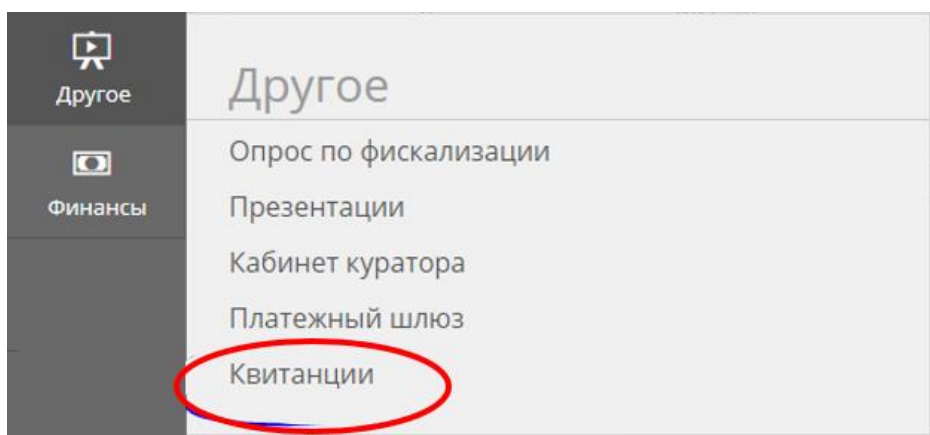 Другое
Финансы
Другое
Опрос по фискализации
Презентации
Кабинет куратора
Платежный шлюз
Квитанции